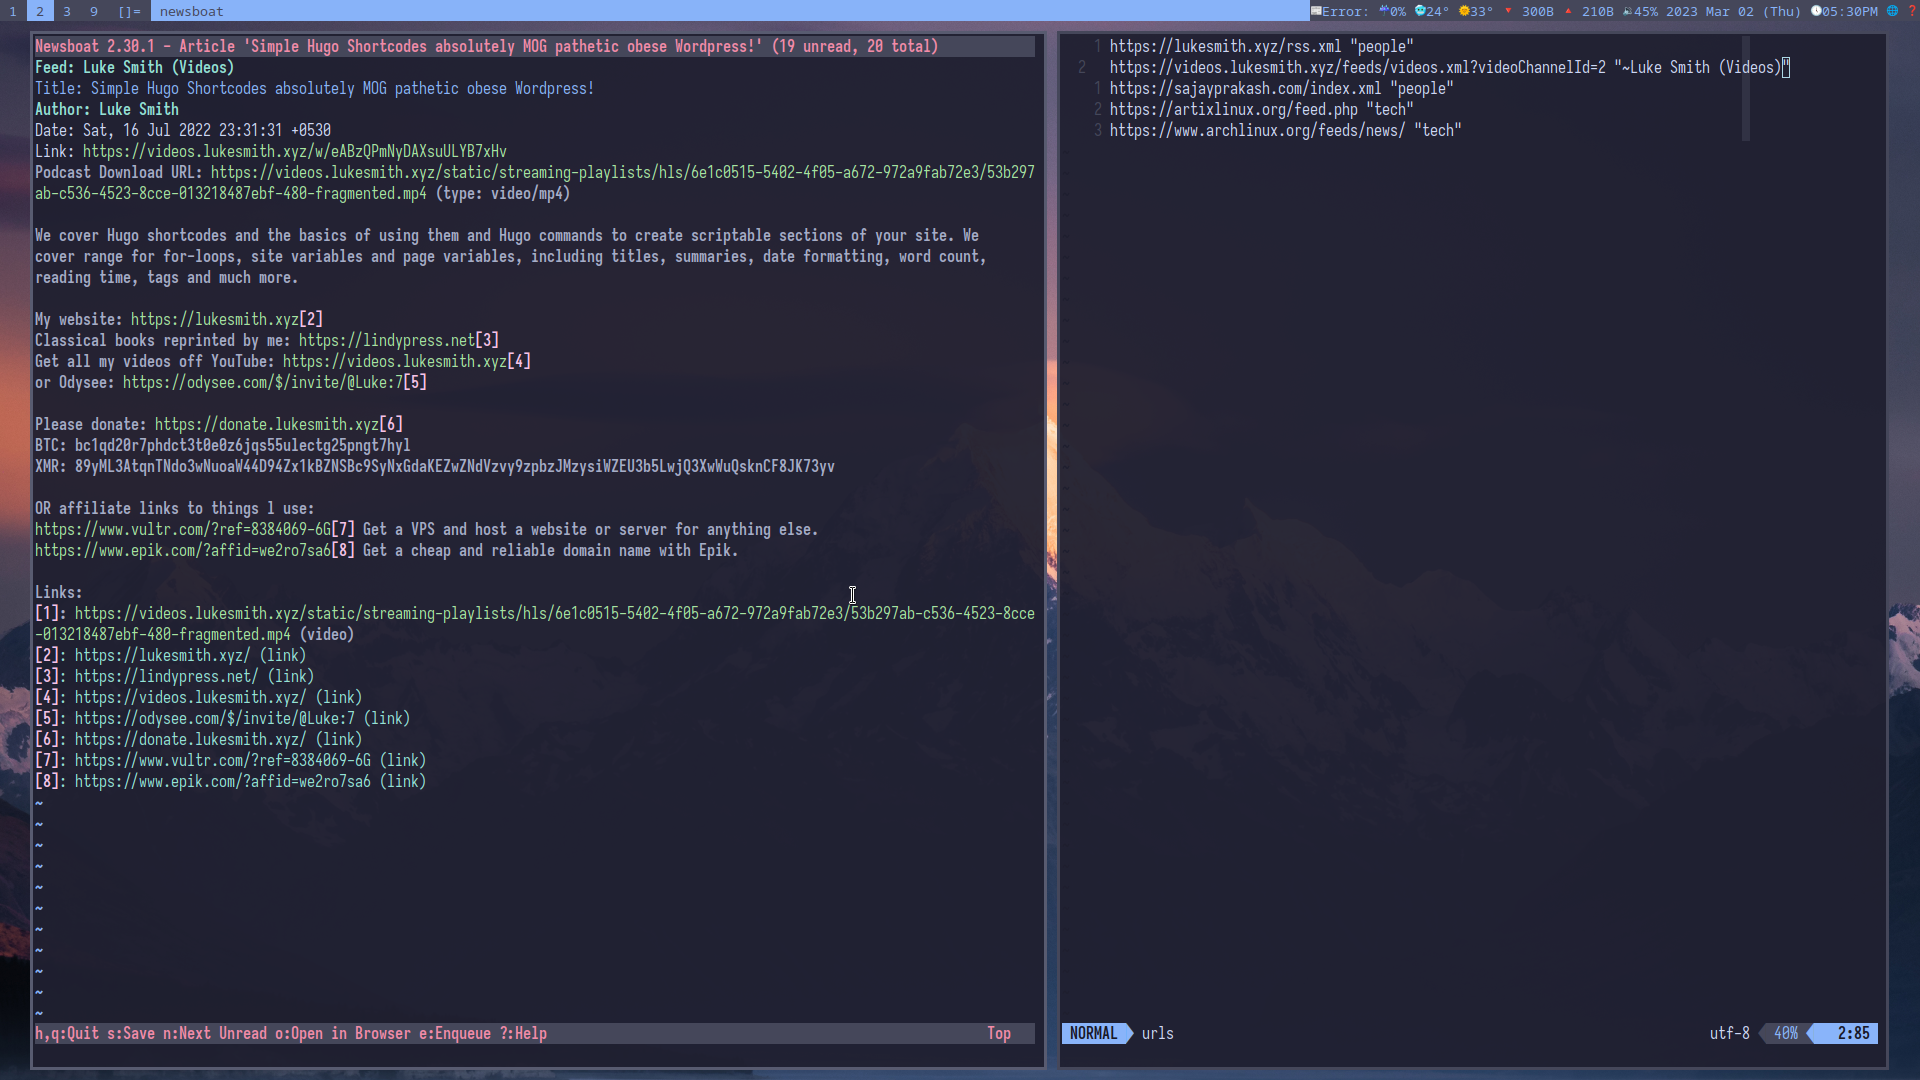 1 2 3 9 []= newsboat
Error: 0% 24° 33° 300B 210B 45% 2023 Mar 02 (Thu) 05:30PM ?
Newsboat 2.30.1 - Article 'Simple Hugo Shortcodes absolutely MOG pathetic obese Wordpress!' (19 unread, 20 total)
Feed: Luke Smith (Videos)
Title: Simple Hugo Shortcodes absolutely MOG pathetic obese Wordpress!
Author: Luke Smith
Date: Sat, 16 Jul 2022 23:31:31 +0530
Link: https://videos.lukesmith.xyz/w/eABzQPmNyDAXsuULYB7xHv
Podcast Download URL: https://videos.lukesmith.xyz/static/streaming-playlists/hls/6e1c0515-5402-4f05-a672-972a9fab72e3/53b297
ab-c536-4523-8cce-013218487ebf-480-fragmented.mp4 (type: video/mp4)
We cover Hugo shortcodes and the basics of using them and Hugo commands to create scriptable sections of your site. We
cover range for for-loops, site variables and page variables, including titles, summaries, date formatting, word count,
reading time, tags and much more.
My website: https://lukesmith.xyz[2]
Classical books reprinted by me: https://lindypress.net[3]
Get all my videos off YouTube: https://videos.lukesmith.xyz[4]
or Odysee: https://odysee.com/$/invite/@Luke:7[5]
Please donate: https://donate.lukesmith.xyz[6]
BTC: bc1qd20r7phdct3t0e0z6jqs55ulectg25pngt7hyl
XMR: 89yML3AtqnTNdo3wNuoaW44D94Zx1kBZNSBc9SyNxGdaKEZwZNdVzvy9zpbzJMzysiWZEU3b5LwjQ3XwWuQsknCF8JK73yv
OR affiliate links to things l use:
https://www.vultr.com/?ref=8384069-6G[7] Get a VPS and host a website or server for anything else.
https://www.epik.com/?affid=we2ro7sa6[8] Get a cheap and reliable domain name with Epik.
Links:
[1]: https://videos.lukesmith.xyz/static/streaming-playlists/hls/6e1c0515-5402-4f05-a672-972a9fab72e3/53b297ab-c536-4523-8cce
-013218487ebf-480-fragmented.mp4 (video)
[2]: https://lukesmith.xyz/ (link)
[3]: https://lindypress.net/ (link)
[4]: https://videos.lukesmith.xyz/ (link)
[5]: https://odysee.com/$/invite/@Luke:7 (link)
[6]: https://donate.lukesmith.xyz/ (link)
[7]: https://www.vultr.com/?ref=8384069-6G (link)
[8]: https://www.epik.com/?affid=we2ro7sa6 (link)
~
~
~
~
~
~
~
~
~
~
~
h,q:Quit s:Save n:Next Unread o:Open in Browser e:Enqueue ?:Help Top
1 https://lukesmith.xyz/rss.xml "people"
2 https://videos.lukesmith.xyz/feeds/videos.xml?videoChannelId=2 "~Luke Smith (Videos)"
1 https://sajayprakash.com/index.xml "people"
2 https://artixlinux.org/feed.php "tech"
3 https://www.archlinux.org/feeds/news/ "tech"
NORMAL urls utf-8 40% 2:85